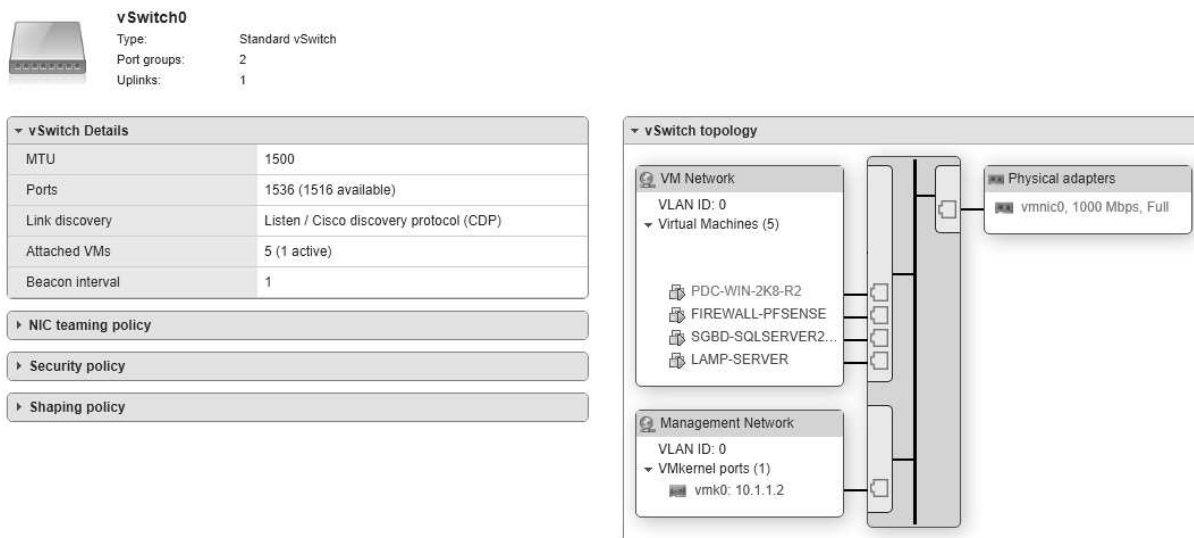 vSwitch0
Type: Standard vSwitch
Port groups: 2
Uplinks: 1
vSwitch Details
MTU 1500
Ports 1536 (1516 available)
Link discovery Listen / Cisco discovery protocol (CDP)
Attached VMs 5 (1 active)
Beacon interval 1
NIC teaming policy
Security policy
Shaping policy
vSwitch topology
VM Network
VLAN ID: 0
Virtual Machines (5)
PDC-WIN-2K8-R2
FIREWALL-PFSENSE
SGBD-SQLSERVER2...
LAMP-SERVER
Management Network
VLAN ID: 0
VMkernel ports (1)
vmk0: 10.1.1.2
Physical adapters
vmnic0, 1000 Mbps, Full